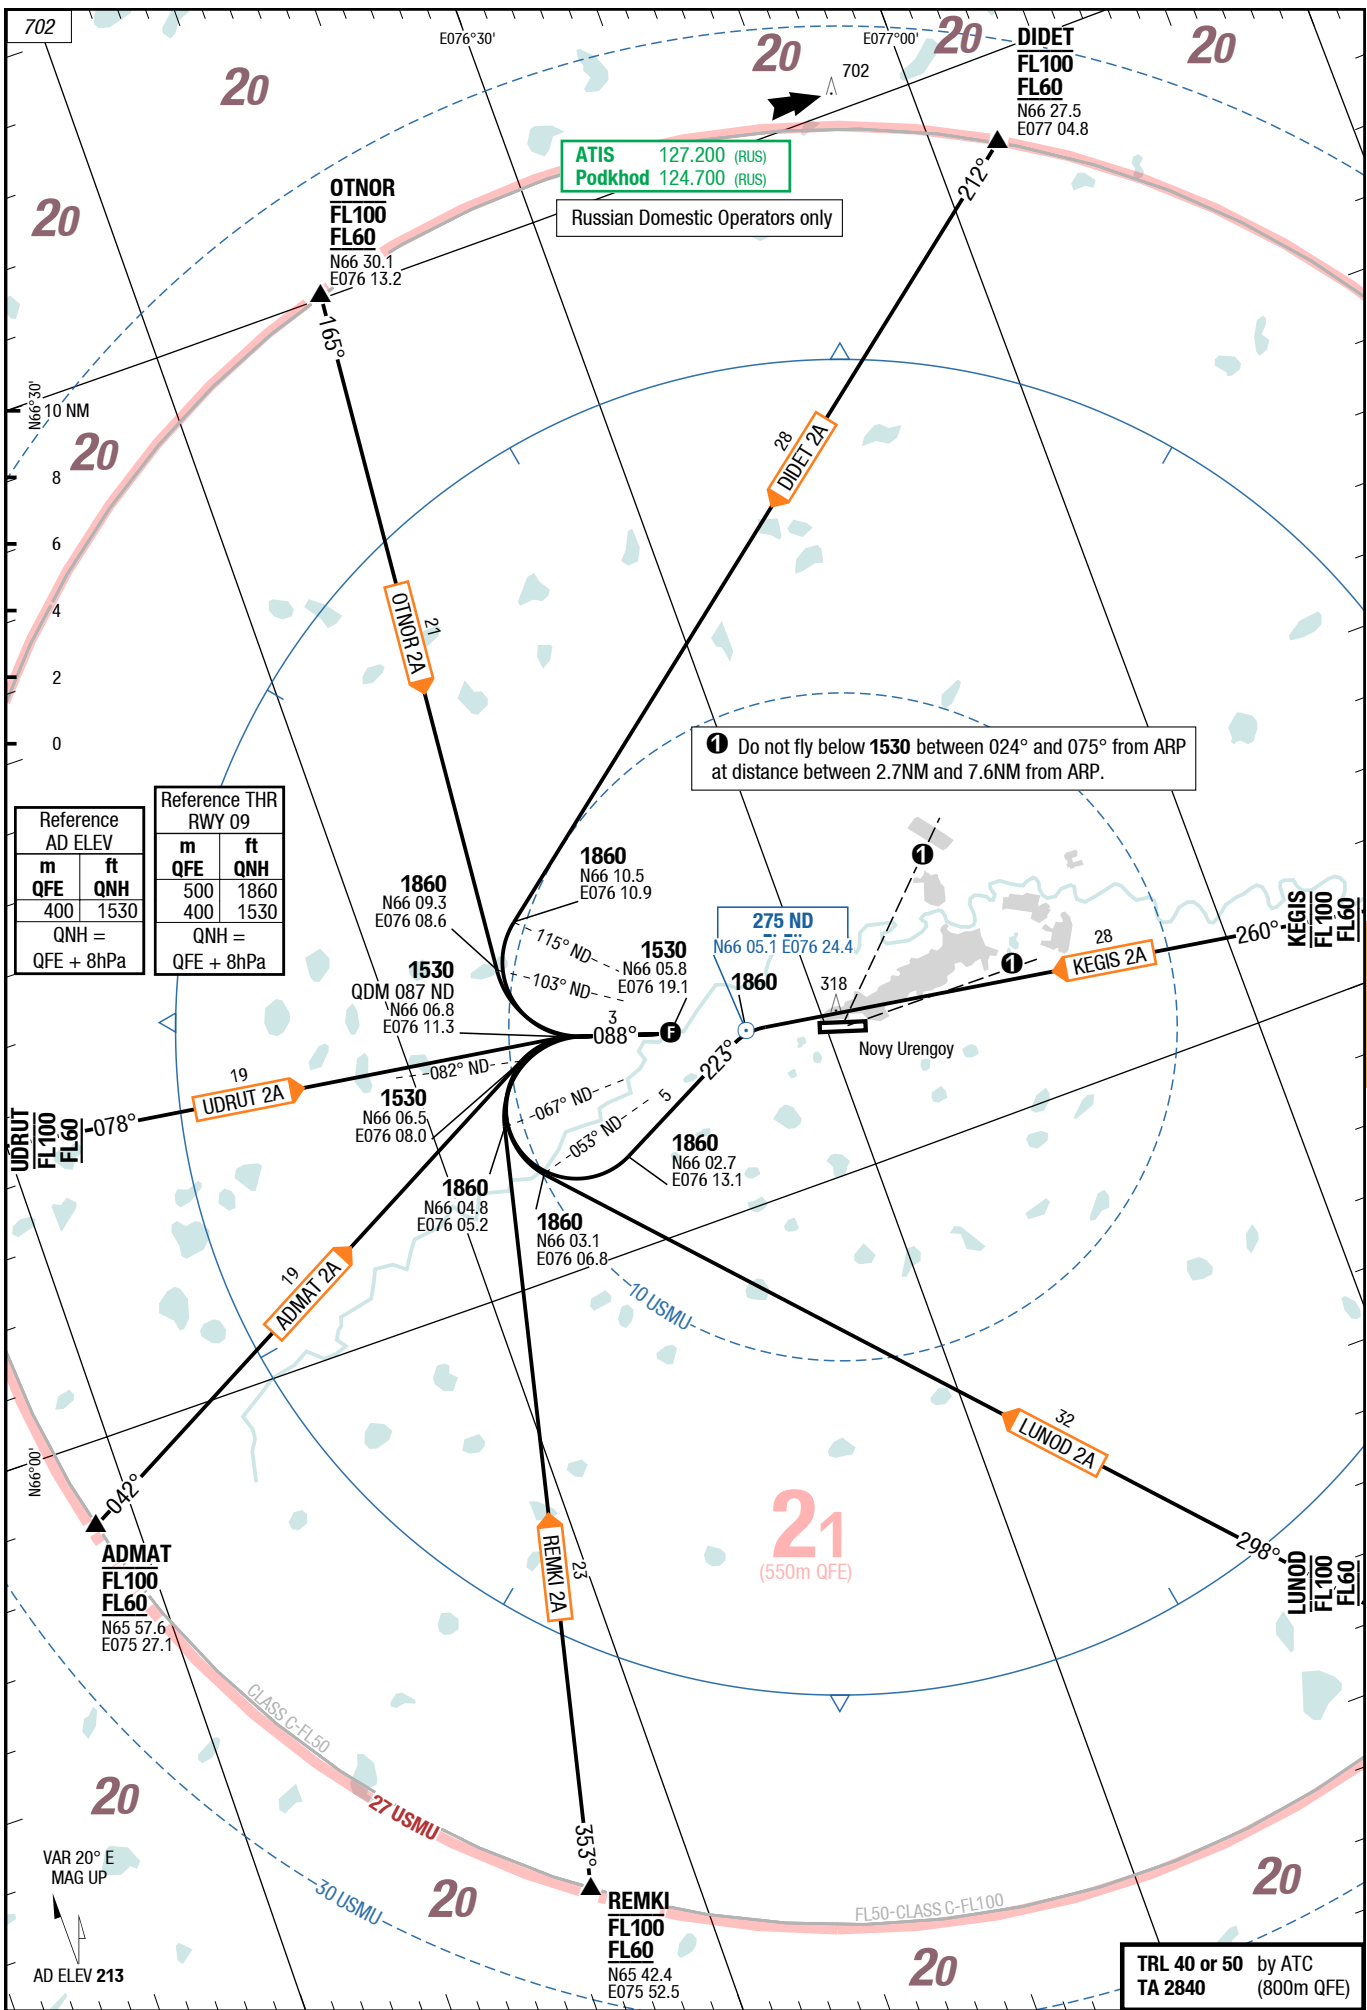 702
E076°30'
E077°00'
20
20
20
20
702
DIDET
FL100
FL60
N66 27.5
E077 04.8
212°
ATIS 127.200 (RUS)
Podkhod 124.700 (RUS)
Russian Domestic Operators only
OTNOR
FL100
FL60
N66 30.1
E076 13.2
165°
20
N66°30'
10 NM
8
6
4
2
0
20
28
DIDET 2A
21
OTNOR 2A
1 Do not fly below 1530 between 024° and 075° from ARP
at distance between 2.7NM and 7.6NM from ARP.
Reference
AD ELEV
m ft
QFE QNH
400 1530
QNH =
QFE + 8hPa
Reference THR
RWY 09
m ft
QFE QNH
500 1860
400 1530
QNH =
QFE + 8hPa
1860
N66 10.5
E076 10.9
1860
N66 09.3
E076 08.6
115° ND
103° ND
1530
N66 05.8
E076 19.1
275 ND
N66 05.1 E076 24.4
1860
318
1
1
28
KEGIS 2A
260°
KEGIS
FL100
FL60
1530
QDM 087 ND
N66 06.8
E076 11.3
3
088°
F
Novy Urengoy
082° ND
067° ND
053° ND
223°
5
19
UDRUT 2A
078°
UDRUT
FL100
FL60
1530
N66 06.5
E076 08.0
1860
N66 02.7
E076 13.1
1860
N66 04.8
E076 05.2
1860
N66 03.1
E076 06.8
19
ADMAT 2A
10 USMU
32
LUNOD 2A
298°
LUNOD
FL100
FL60
N66°00'
042°
ADMAT
FL100
FL60
N65 57.6
E075 27.1
21
(550m QFE)
23
REMKI 2A
CLASS C-FL50
27 USMU
30 USMU
20
353°
REMKI
FL100
FL60
N65 42.4
E075 52.5
FL50-CLASS C-FL100
20
20
20
VAR 20° E
MAG UP
AD ELEV 213
TRL 40 or 50 by ATC
TA 2840 (800m QFE)